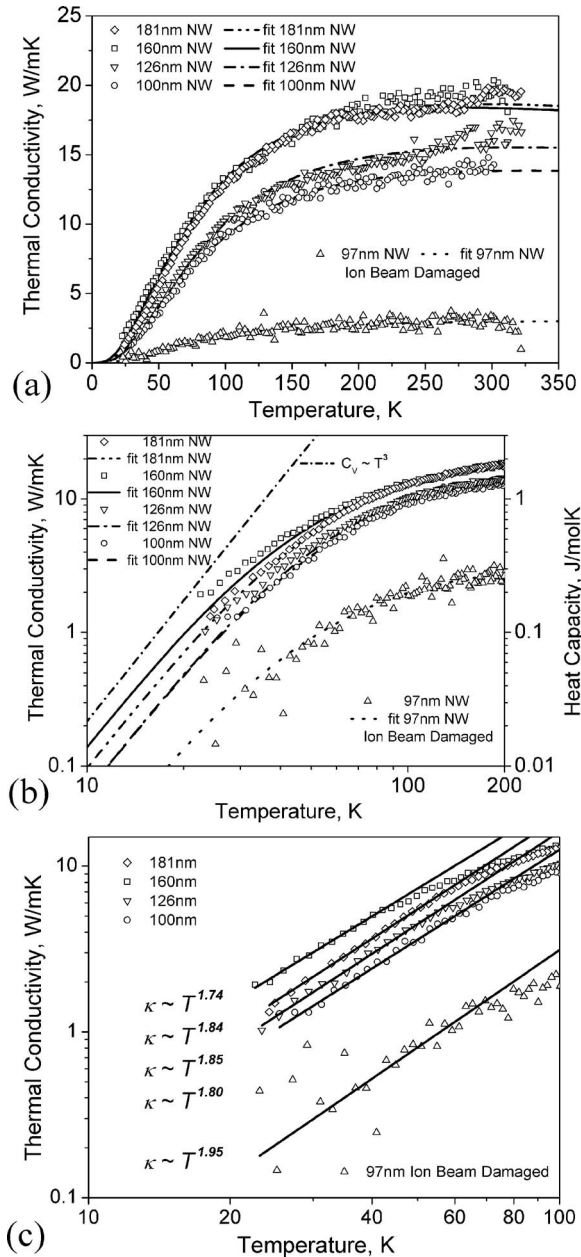 (a)
Thermal Conductivity, W/mK
25
20
15
10
5
0
181nm NW
fit 181nm NW
160nm NW
fit 160nm NW
126nm NW
fit 126nm NW
100nm NW
fit 100nm NW
97nm NW
fit 97nm NW
Ion Beam Damaged
0 50 100 150 200 250 300 350
Temperature, K
(b)
Thermal Conductivity, W/mK
10
1
0.1
181nm NW
fit 181nm NW
160nm NW
fit 160nm NW
126nm NW
fit 126nm NW
100nm NW
fit 100nm NW
Cᵥ ~ T³
97nm NW
fit 97nm NW
Ion Beam Damaged
1
0.1
0.01
Heat Capacity, J/molK
10 100 200
Temperature, K
(c)
Thermal Conductivity, W/mK
10
1
0.1
181nm
160nm
126nm
100nm
κ ~ T^1.74
κ ~ T^1.84
κ ~ T^1.85
κ ~ T^1.80
κ ~ T^1.95
97nm Ion Beam Damaged
10 20 40 60 80 100
Temperature, K